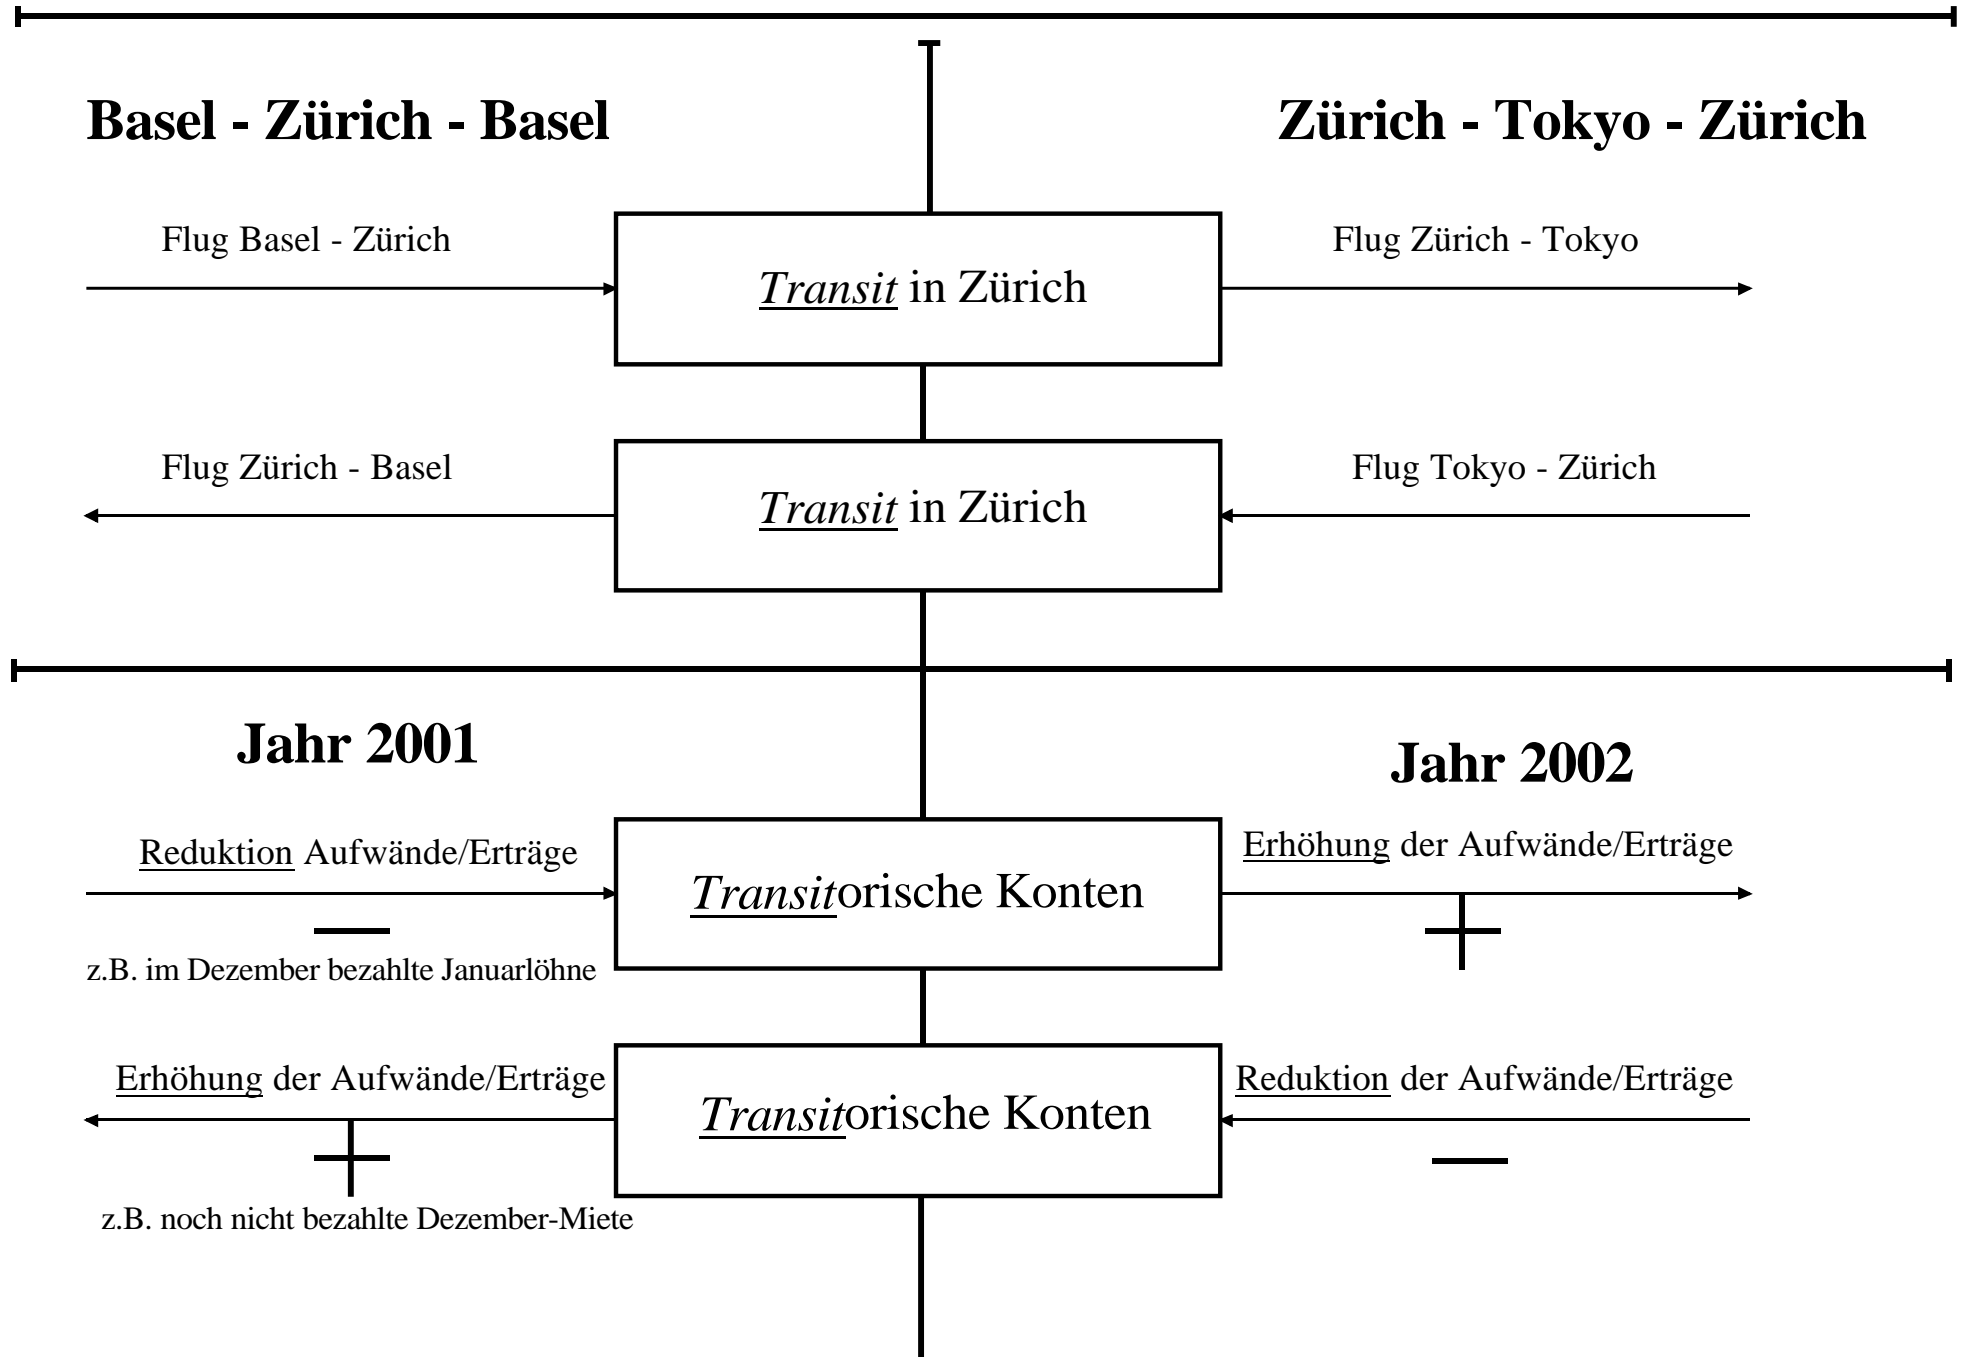 Basel - Zürich - Basel
Zürich - Tokyo - Zürich
Flug Basel - Zürich
Transit in Zürich
Flug Zürich - Tokyo
Flug Zürich - Basel
Transit in Zürich
Flug Tokyo - Zürich
Jahr 2001
Jahr 2002
Reduktion Aufwände/Erträge
Transitorische Konten
Erhöhung der Aufwände/Erträge
z.B. im Dezember bezahlte Januarlöhne
Erhöhung der Aufwände/Erträge
Transitorische Konten
Reduktion der Aufwände/Erträge
z.B. noch nicht bezahlte Dezember-Miete